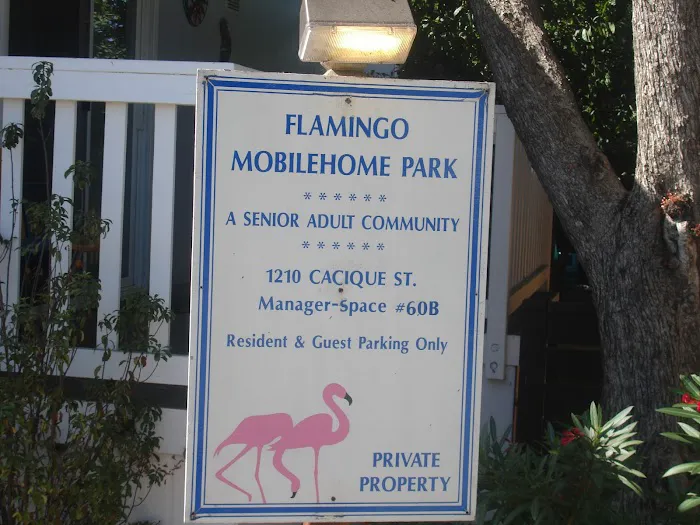 FLAMINGO
MOBILEHOME PARK
* * * * * *
A SENIOR ADULT COMMUNITY
* * * * * *
1210 CACIQUE ST.
Manager-space #60B
Resident & Guest Parking Only
PRIVATE
PROPERTY